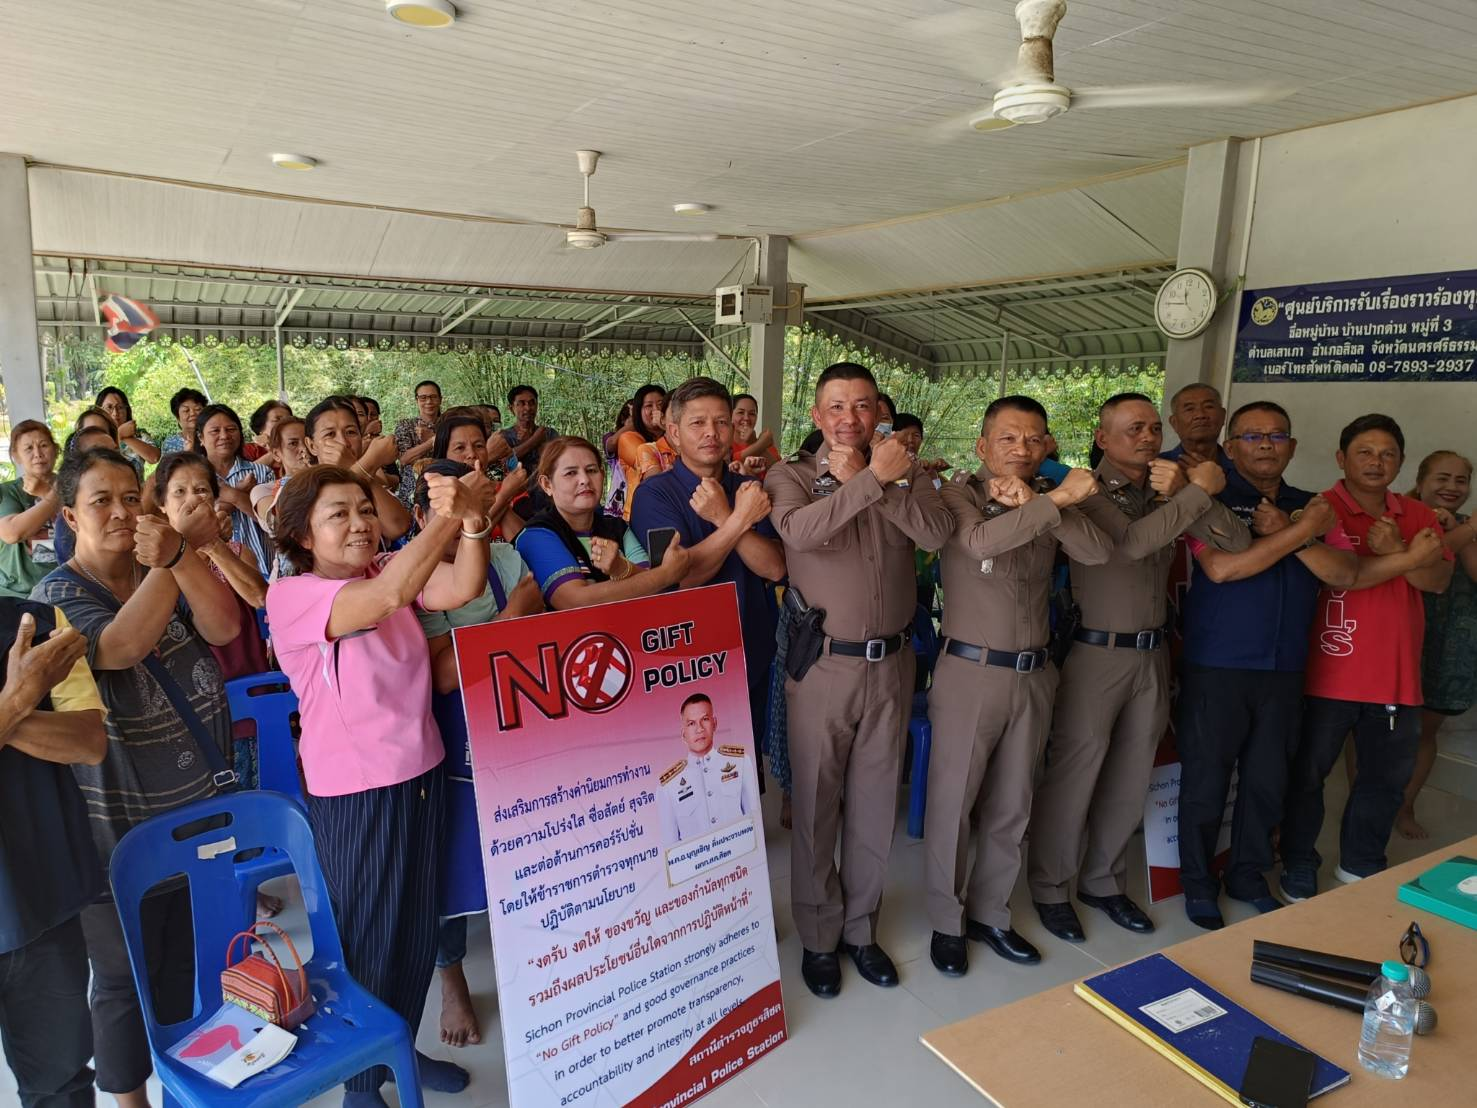 "ศูนย์บริการรับเรื่องราวร้องทุ
ชื่อหมู่บ้าน บ้านปากด่าน หมู่ที่ 3
ตำบลเสาเภา อำเภอสิชล จังหวัดนครศรีธรรม
เบอร์โทรศัพท์ติดต่อ 08-7893-2937
NO GIFT
POLICY
ส่งเสริมการสร้างค่านิยมการทำงาน
ด้วยความโปร่งใส ซื่อสัตย์ สุจริต
และต่อต้านการคอร์รัปชั่น
โดยให้ข้าราชการตำรวจทุกนาย
ปฏิบัติตามนโยบาย
ผกก.สภ.สิชล
"งดรับ งดให้ ของขวัญ และของกำนัลทุกชนิด
รวมถึงผลประโยชน์อื่นใดจากการปฏิบัติหน้าที่"
Sichon Provincial Police Station strongly adheres to
"No Gift Policy" and good governance practices
in order to better promote transparency,
accountability and integrity at all levels.
สถานีตำรวจภูธรสิชล
Provincial Police Station
Sichon Pro
"No Gift
in o
acco